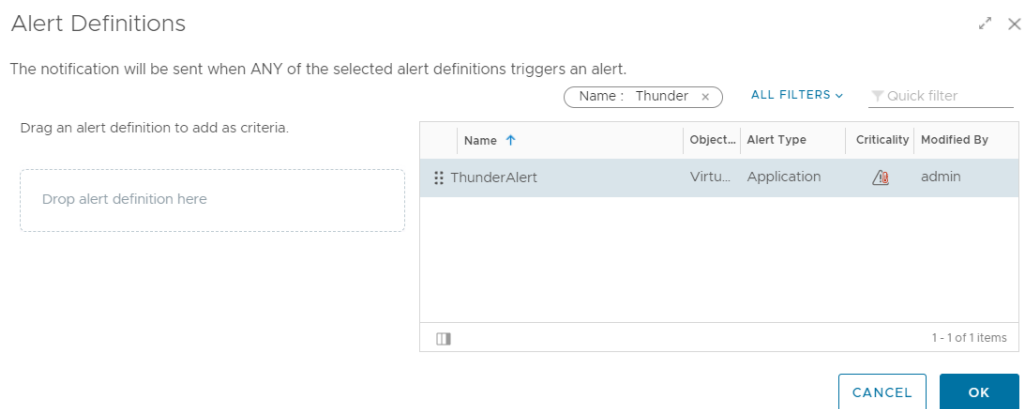 Alert Definitions
The notification will be sent when ANY of the selected alert definitions triggers an alert.
Name : Thunder ×
ALL FILTERS
Quick filter
Drag an alert definition to add as criteria.
Drop alert definition here
Name Object... Alert Type Criticality Modified By
ThunderAlert Virtu... Application admin
1 - 1 of 1 items
CANCEL OK